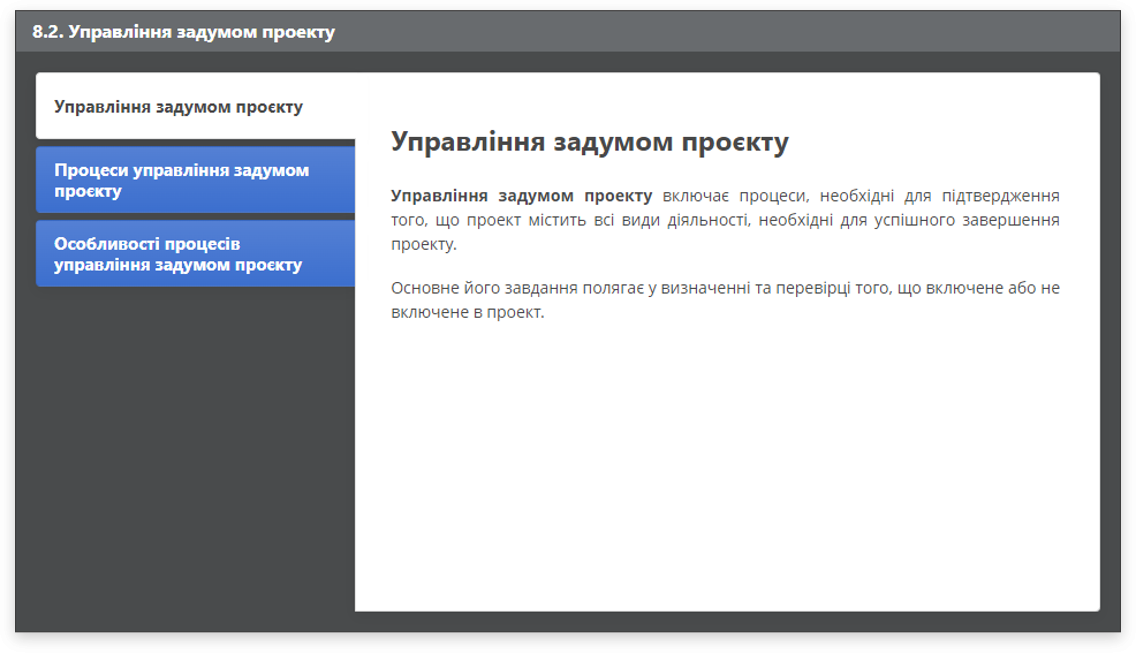 8.2. Управління задумом проекту
Управління задумом проєкту
Процеси управління задумом
проєкту
Особливості процесів
управління задумом проєкту
Управління задумом проєкту
Управління задумом проекту включає процеси, необхідні для підтвердження
того, що проект містить всі види діяльності, необхідні для успішного завершення
проекту.
Основне його завдання полягає у визначенні та перевірці того, що включене або не
включене в проект.